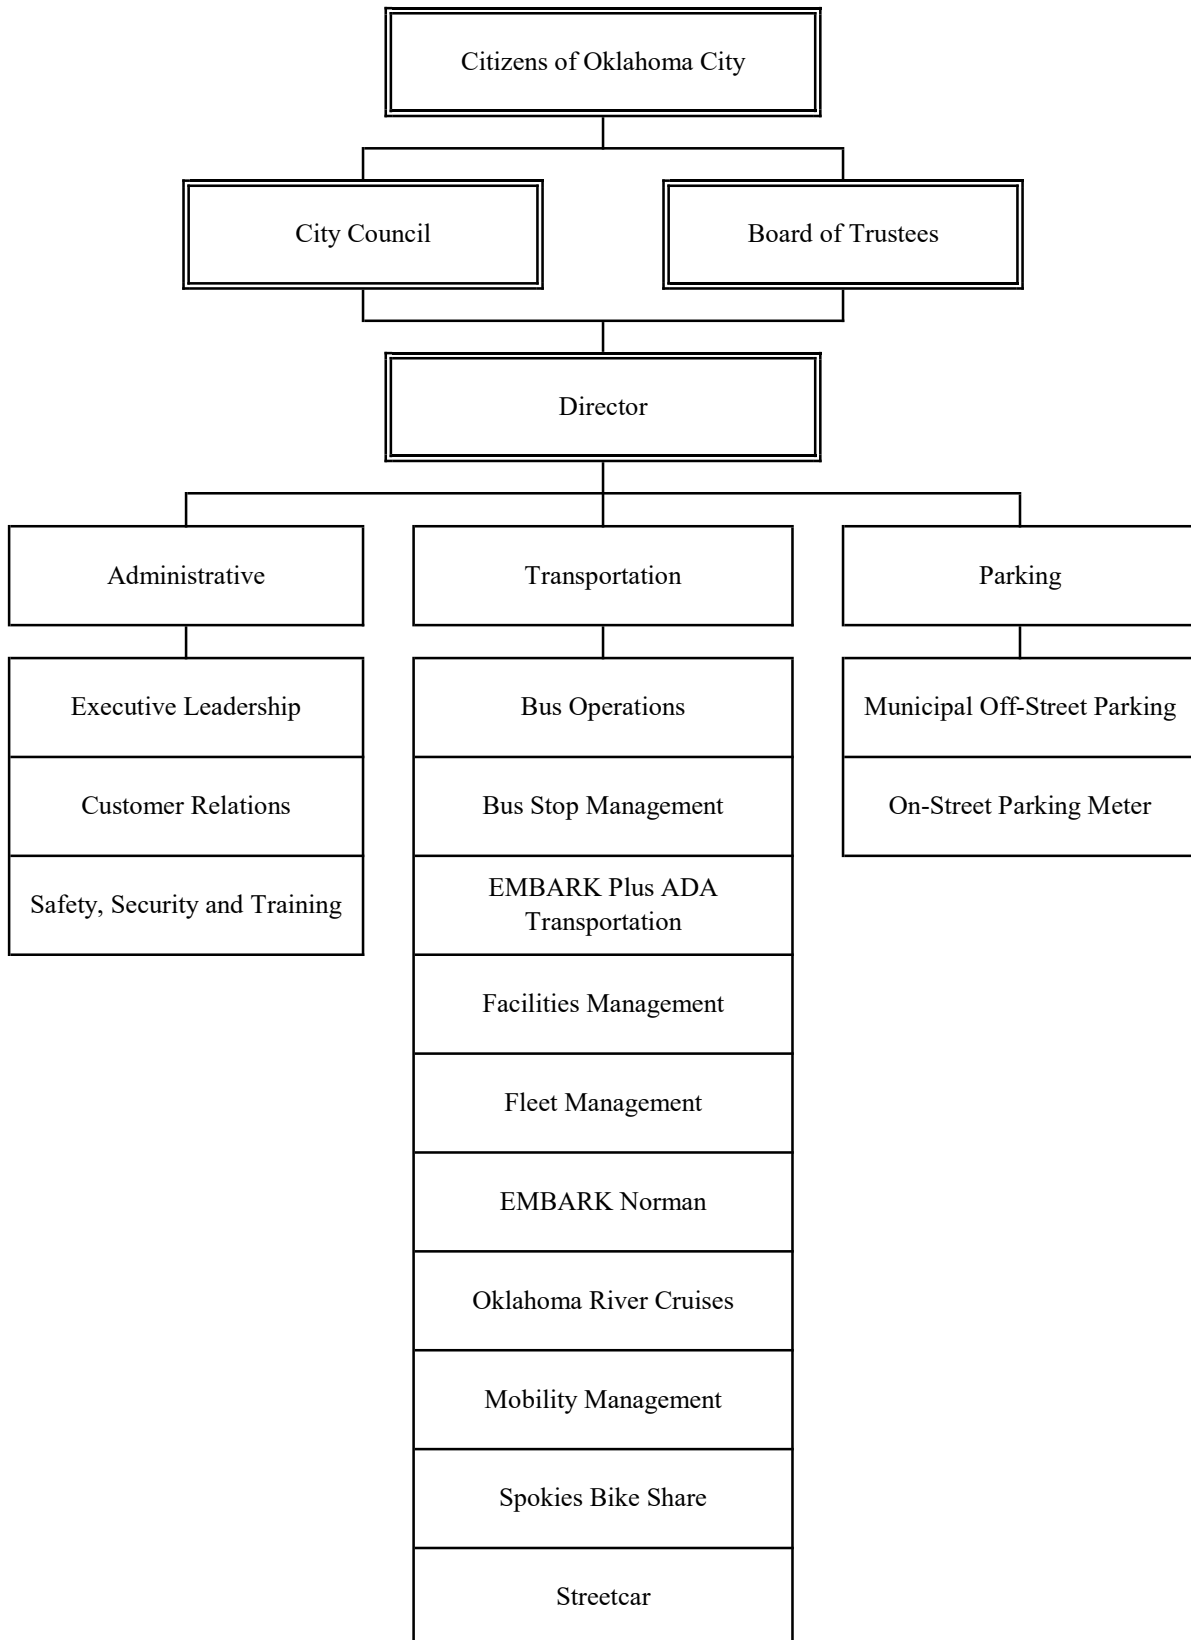 Citizens of Oklahoma City
City Council
Board of Trustees
Director
Administrative
Transportation
Parking
Executive Leadership
Bus Operations
Municipal Off-Street Parking
Customer Relations
Bus Stop Management
On-Street Parking Meter
Safety, Security and Training
EMBARK Plus ADA
Transportation
Facilities Management
Fleet Management
EMBARK Norman
Oklahoma River Cruises
Mobility Management
Spokies Bike Share
Streetcar